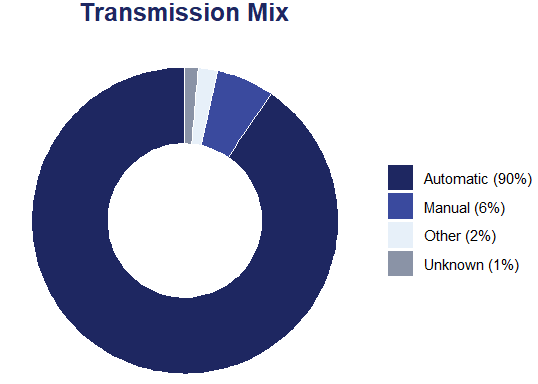 Transmission Mix
Automatic (90%)
Manual (6%)
Other (2%)
Unknown (1%)